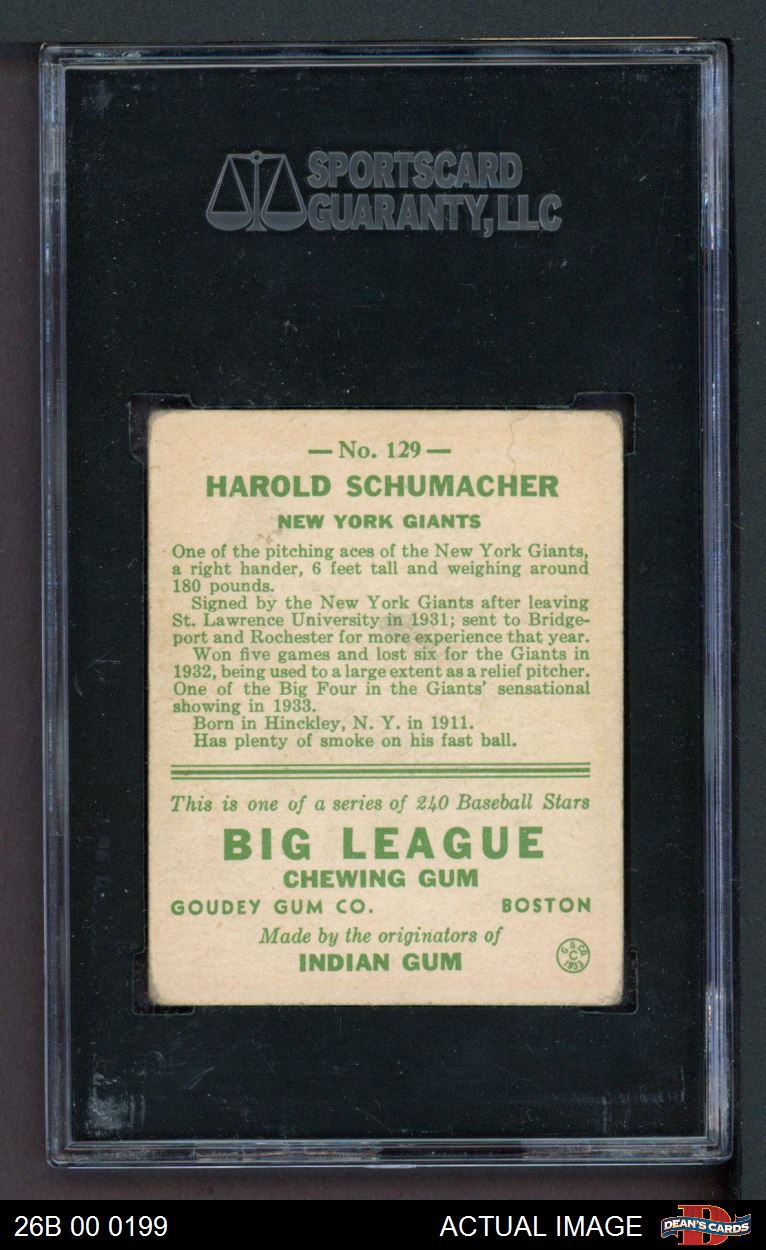 SPORTSCARD
GUARANTY, LLC
— No. 129 —
HAROLD SCHUMACHER
NEW YORK GIANTS
One of the pitching aces of the New York Giants,
a right hander, 6 feet tall and weighing around
180 pounds.
Signed by the New York Giants after leaving
St. Lawrence University in 1931; sent to Bridge-
port and Rochester for more experience that year.
Won five games and lost six for the Giants in
1932, being used to a large extent as a relief pitcher.
One of the Big Four in the Giants' sensational
showing in 1933.
Born in Hinckley, N. Y. in 1911.
Has plenty of smoke on his fast ball.
This is one of a series of 240 Baseball Stars
BIG LEAGUE
CHEWING GUM
GOUDEY GUM CO. BOSTON
Made by the originators of
INDIAN GUM
G.G.CO.
C
1933
26B 00 0199
ACTUAL IMAGE
DEAN'S CARDS